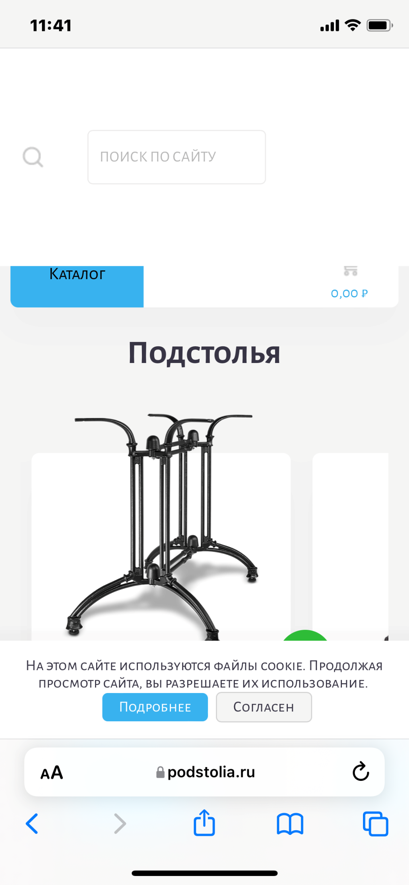 11:41
ПОИСК ПО САЙТУ
Каталог
0,00 ₽
Подстолья
На этом сайте используются файлы cookie. Продолжая
просмотр сайта, вы разрешаете их использование.
Подробнее
Согласен
AA
podstolia.ru